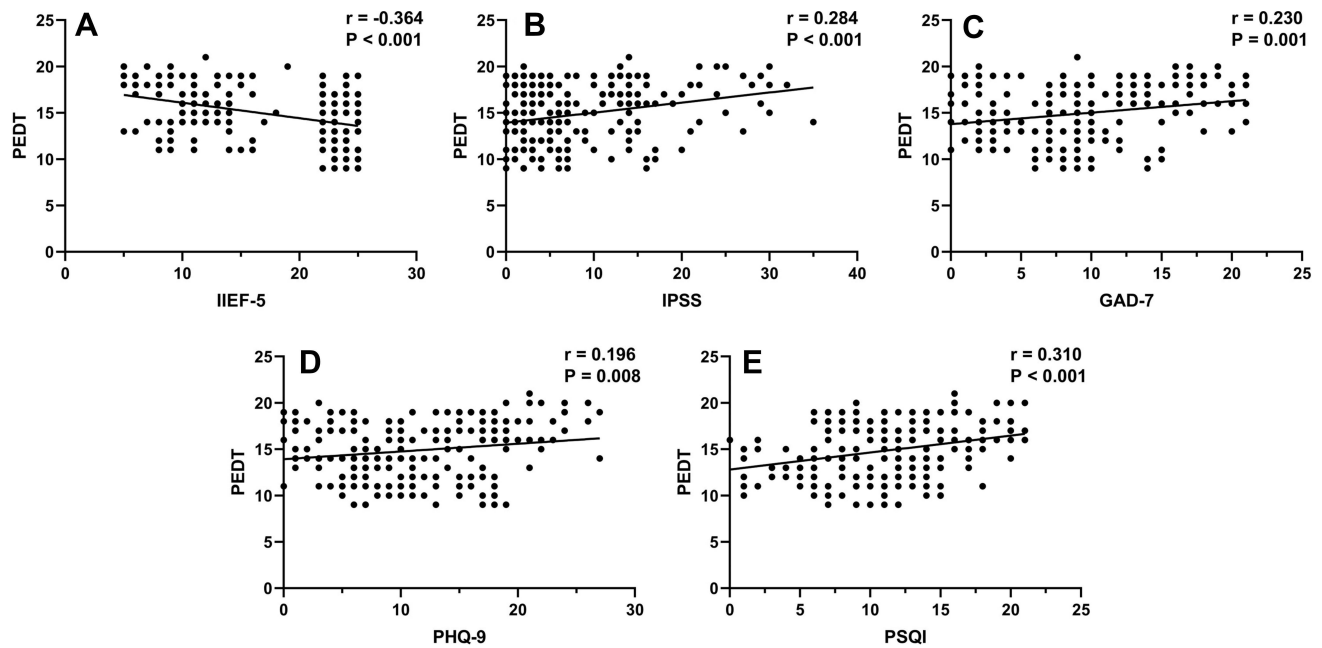 A
r = -0.364
P < 0.001
25
20
15
10
5
0
PEDT
0 10 20 30
IIEF-5
B
r = 0.284
P < 0.001
25
20
15
10
5
0
PEDT
0 10 20 30 40
IPSS
C
r = 0.230
P = 0.001
25
20
15
10
5
0
PEDT
0 5 10 15 20 25
GAD-7
D
r = 0.196
P = 0.008
25
20
15
10
5
0
PEDT
0 10 20 30
PHQ-9
E
r = 0.310
P < 0.001
25
20
15
10
5
0
PEDT
0 5 10 15 20 25
PSQI